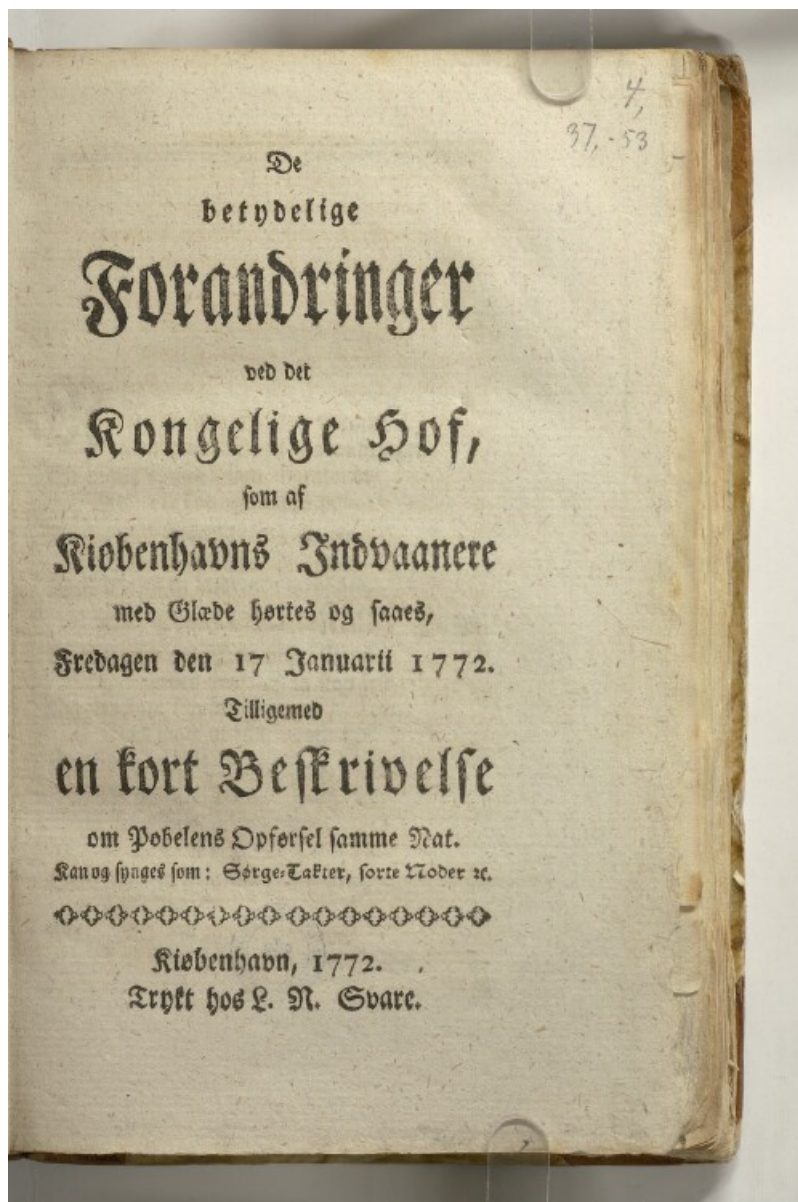 4,
37,-53
De
betydelige
Forandringer
ved det
Kongelige Hof,
som af
Kiøbenhavns Indvaanere
med Glæde hørtes og saaes,
Fredagen den 17 Januarii 1772.
Tilligemed
en kort Beskrivelse
om Pøbelens Opførsel samme Nat.
Kan og synges som: Sørge-Takter, sorte Noder ꝛc.
Kiøbenhavn, 1772.
Trykt hos L. N. Svare.